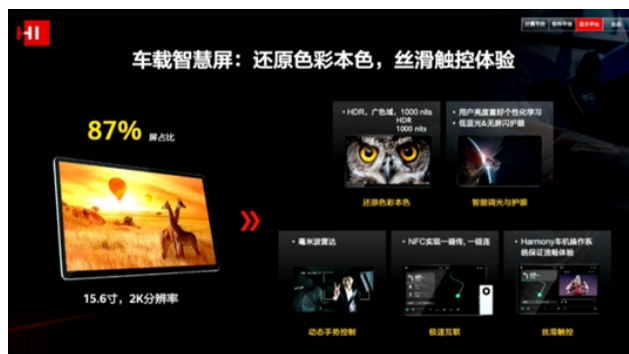 HI
计算平台 软件平台 显示平台 生态
车载智慧屏：还原色彩本色，丝滑触控体验
87% 屏占比
15.6寸，2K分辨率
• HDR，广色域，1000 nits
HDR
1000 nits
还原色彩本色
• 用户亮度喜好个性化学习
• 低蓝光&无屏闪护眼
智能调光与护眼
• 毫米波雷达
动态手势控制
• NFC实现一碰传, 一碰连
极速互联
• Harmony车机操作系
统保证流畅体验
丝滑触控